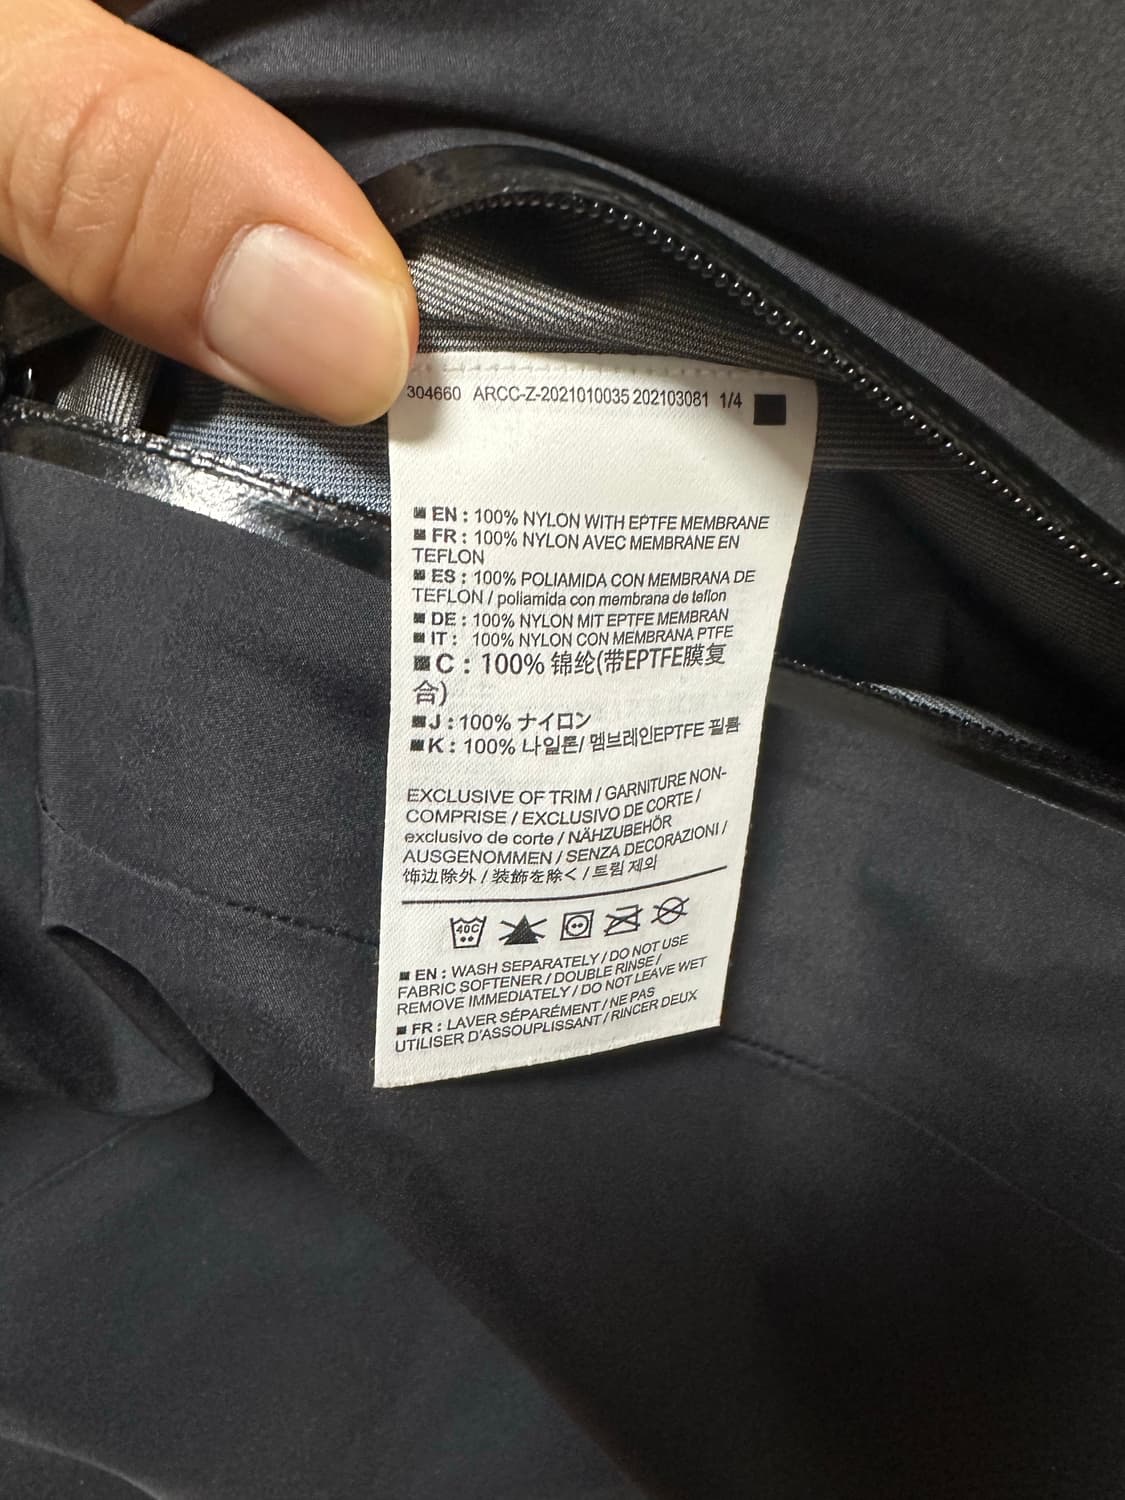 304660 ARCC-Z-2021010035 202103081 1/4
EN : 100% NYLON WITH EPTFE MEMBRANE
FR : 100% NYLON AVEC MEMBRANE EN
TEFLON
ES : 100% POLIAMIDA CON MEMBRANA DE
TEFLON / poliamida con membrana de teflon
DE : 100% NYLON MIT EPTFE MEMBRAN
IT : 100% NYLON CON MEMBRANA PTFE
C : 100% 锦纶(带EPTFE膜复
合)
J : 100% ナイロン
K : 100% 나일론/ 멤브레인EPTFE 필름
EXCLUSIVE OF TRIM / GARNITURE NON-
COMPRISE / EXCLUSIVO DE CORTE /
exclusivo de corte / NÄHZUBEHÖR
AUSGENOMMEN / SENZA DECORAZIONI /
饰边除外 / 装飾を除く / 트림 제외
40C
EN : WASH SEPARATELY / DO NOT USE
FABRIC SOFTENER / DOUBLE RINSE /
REMOVE IMMEDIATELY / DO NOT LEAVE WET
FR : LAVER SÉPARÉMENT / NE PAS
UTILISER D'ASSOUPLISSANT / RINCER DEUX